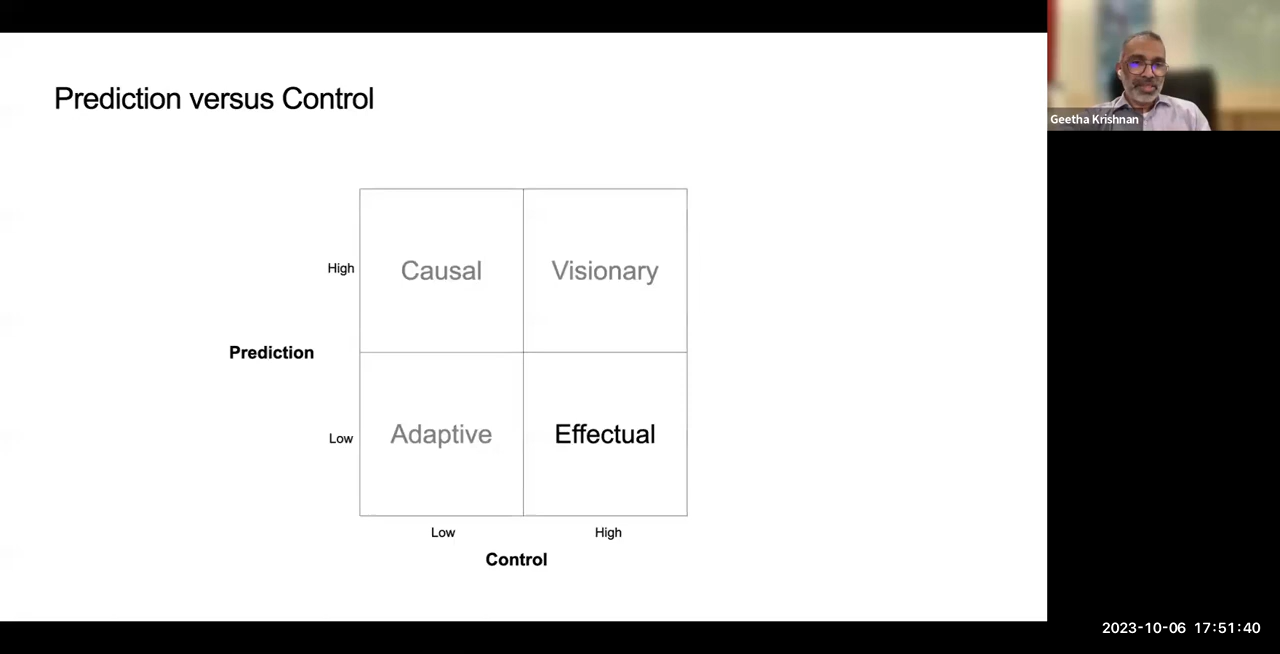 Prediction versus Control
Geetha Krishnan
High
Causal
Visionary
Prediction
Low
Adaptive
Effectual
Low
High
Control
2023-10-06 17:51:40